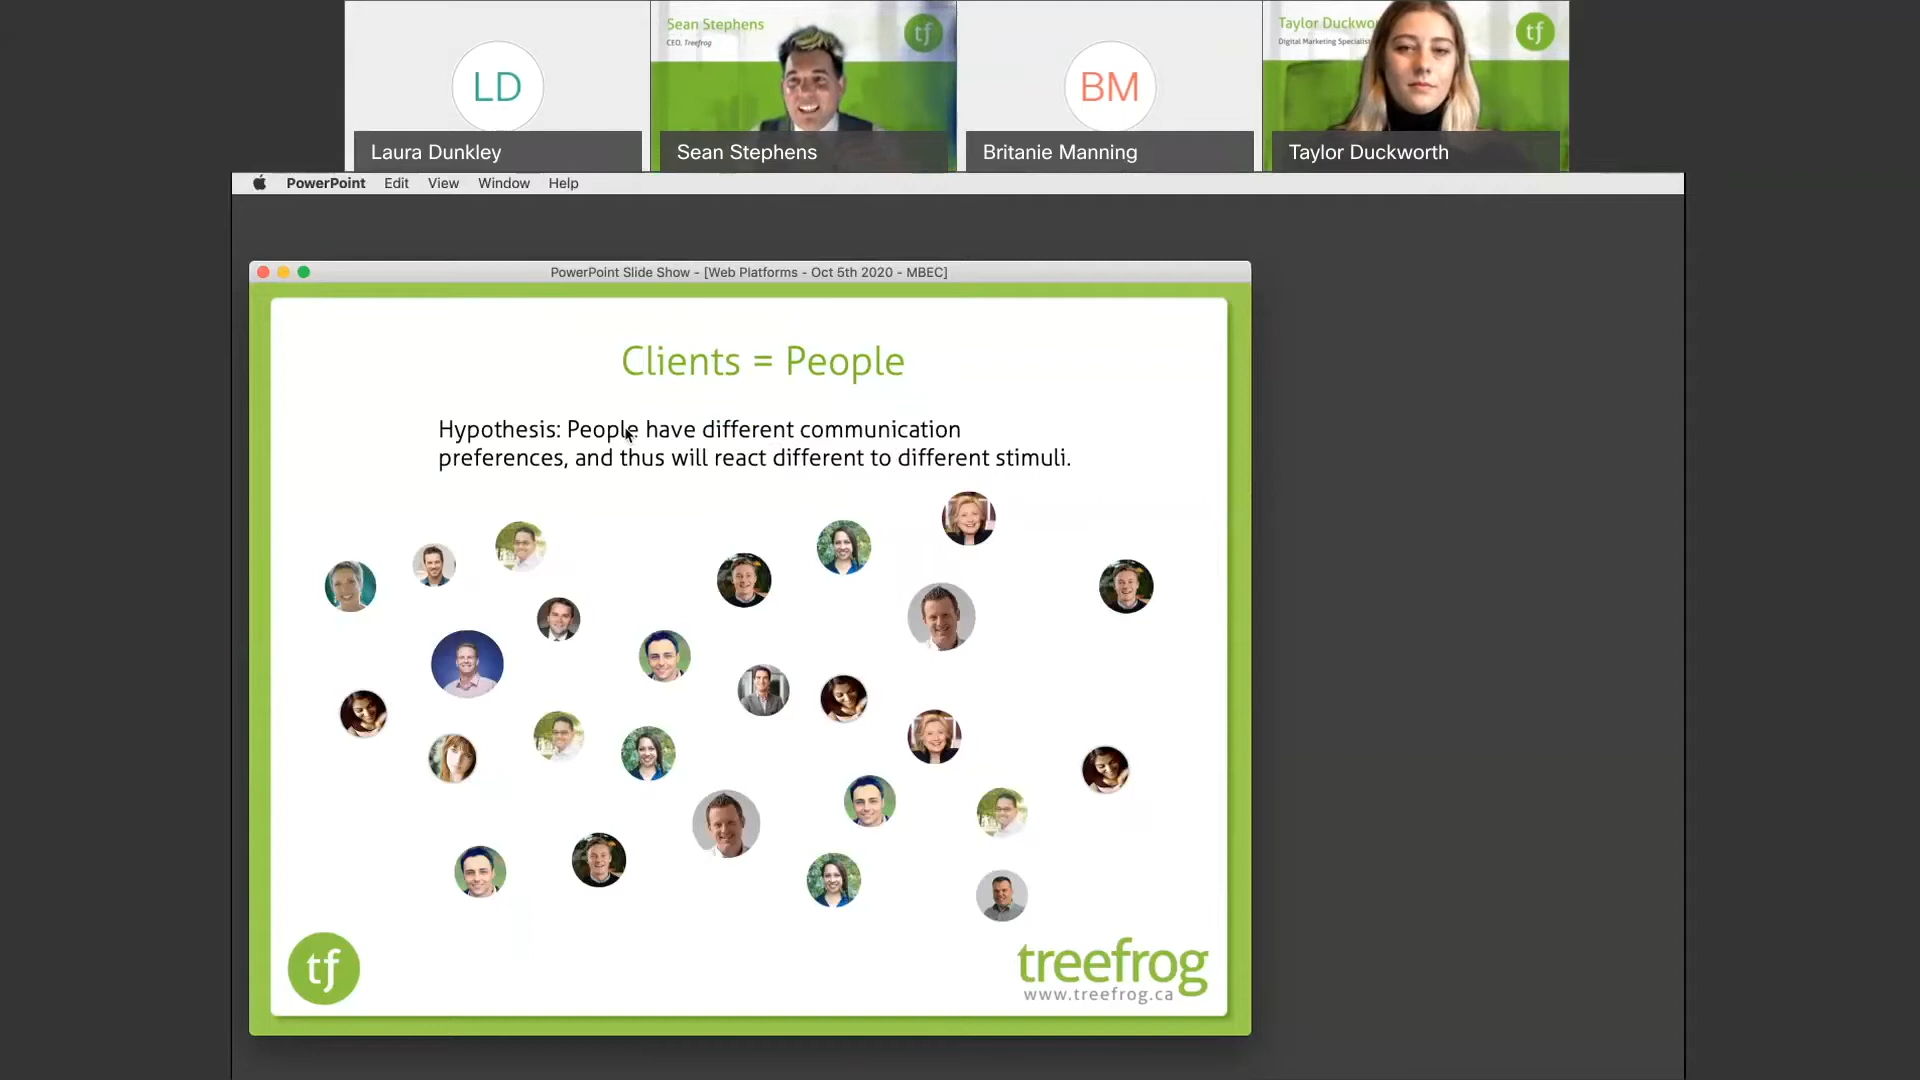 LD
Laura Dunkley
Sean Stephens
CEO, Treefrog
tf
Sean Stephens
BM
Britanie Manning
Taylor Duckwo
Digital Marketing Specialist
tf
Taylor Duckworth
PowerPoint Edit View Window Help
PowerPoint Slide Show - [Web Platforms - Oct 5th 2020 - MBEC]
Clients = People
Hypothesis: People have different communication
preferences, and thus will react different to different stimuli.
tf
treefrog
www.treefrog.ca